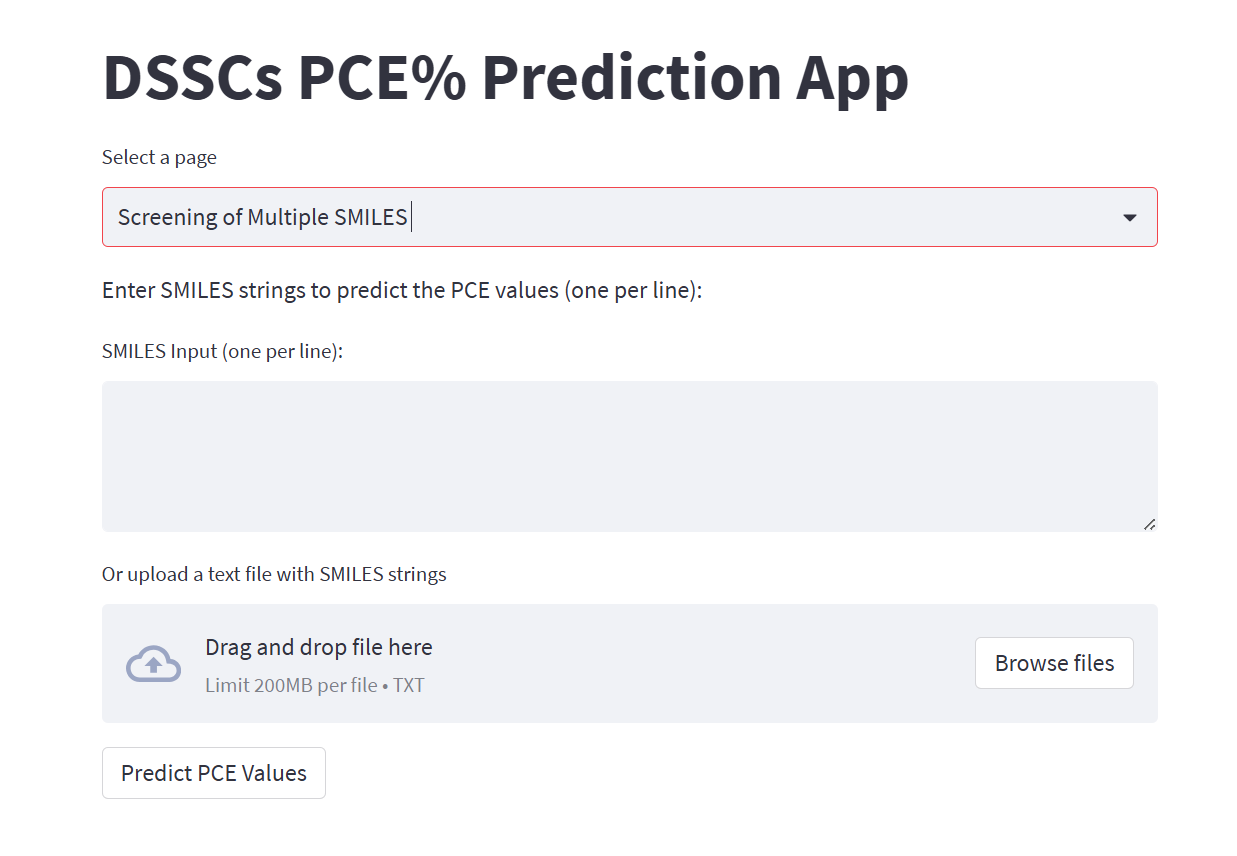 DSSCs PCE% Prediction App
Select a page
Screening of Multiple SMILES
Enter SMILES strings to predict the PCE values (one per line):
SMILES Input (one per line):
Or upload a text file with SMILES strings
Drag and drop file here
Limit 200MB per file • TXT
Browse files
Predict PCE Values